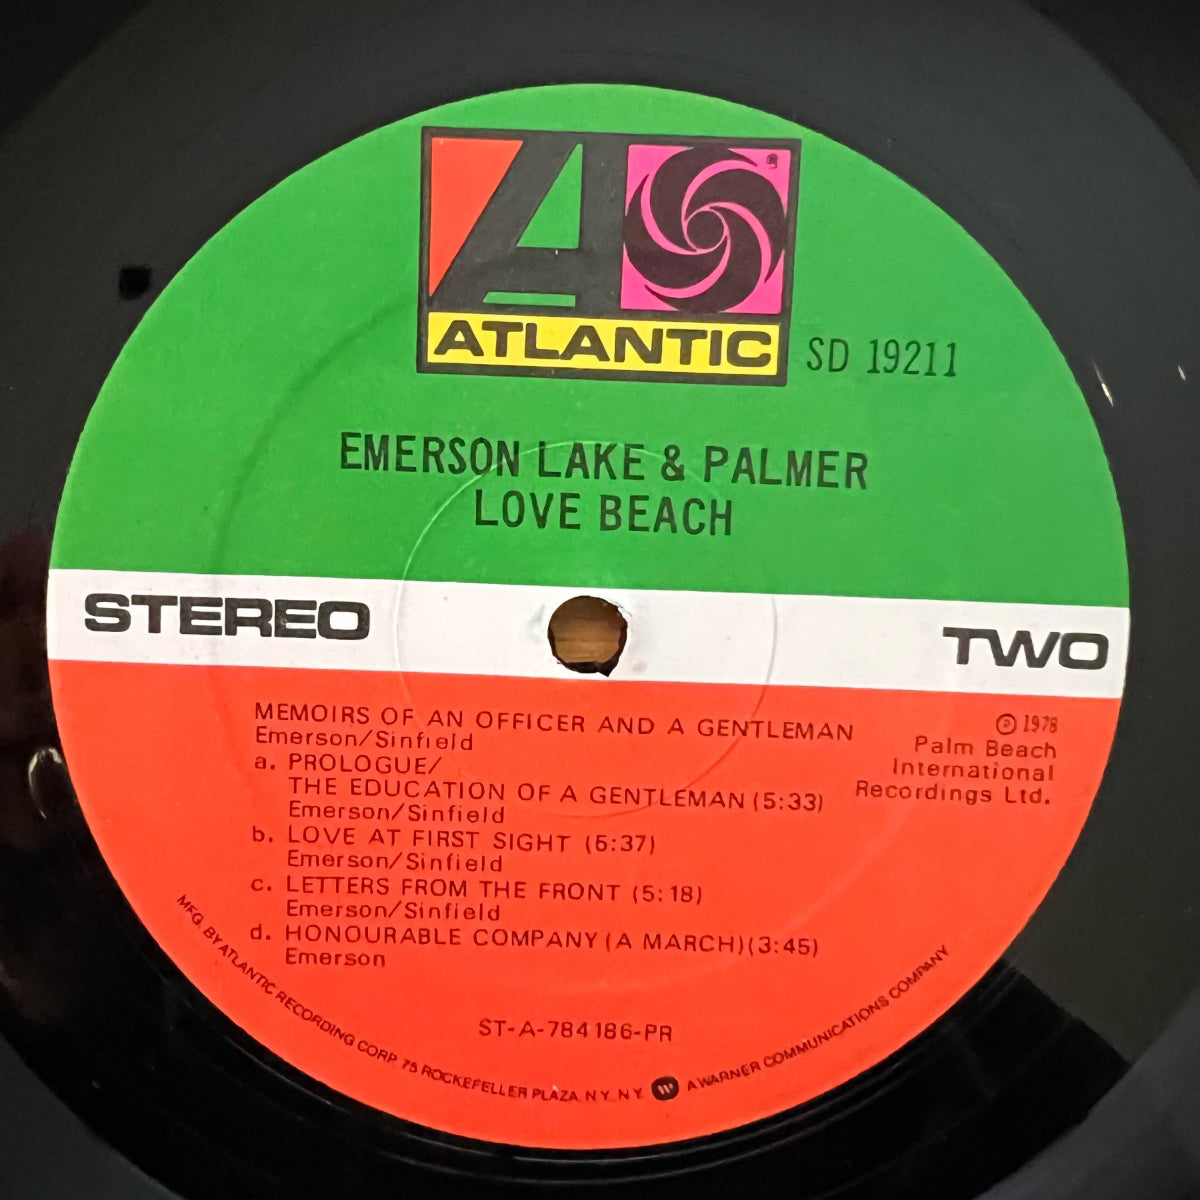 ATLANTIC
SD 19211
EMERSON LAKE & PALMER
LOVE BEACH
STEREO
TWO
MEMOIRS OF AN OFFICER AND A GENTLEMAN
Emerson/Sinfield
a. PROLOGUE/
THE EDUCATION OF A GENTLEMAN (5:33)
Emerson/Sinfield
b. LOVE AT FIRST SIGHT (5:37)
Emerson/Sinfield
c. LETTERS FROM THE FRONT (5:18)
Emerson/Sinfield
d. HONOURABLE COMPANY (A MARCH) (3:45)
Emerson
℗ 1978
Palm Beach
International
Recordings Ltd.
ST-A-784186-PR
MFG. BY ATLANTIC RECORDING CORP. 75 ROCKEFELLER PLAZA, N.Y., N.Y. A WARNER COMMUNICATIONS COMPANY